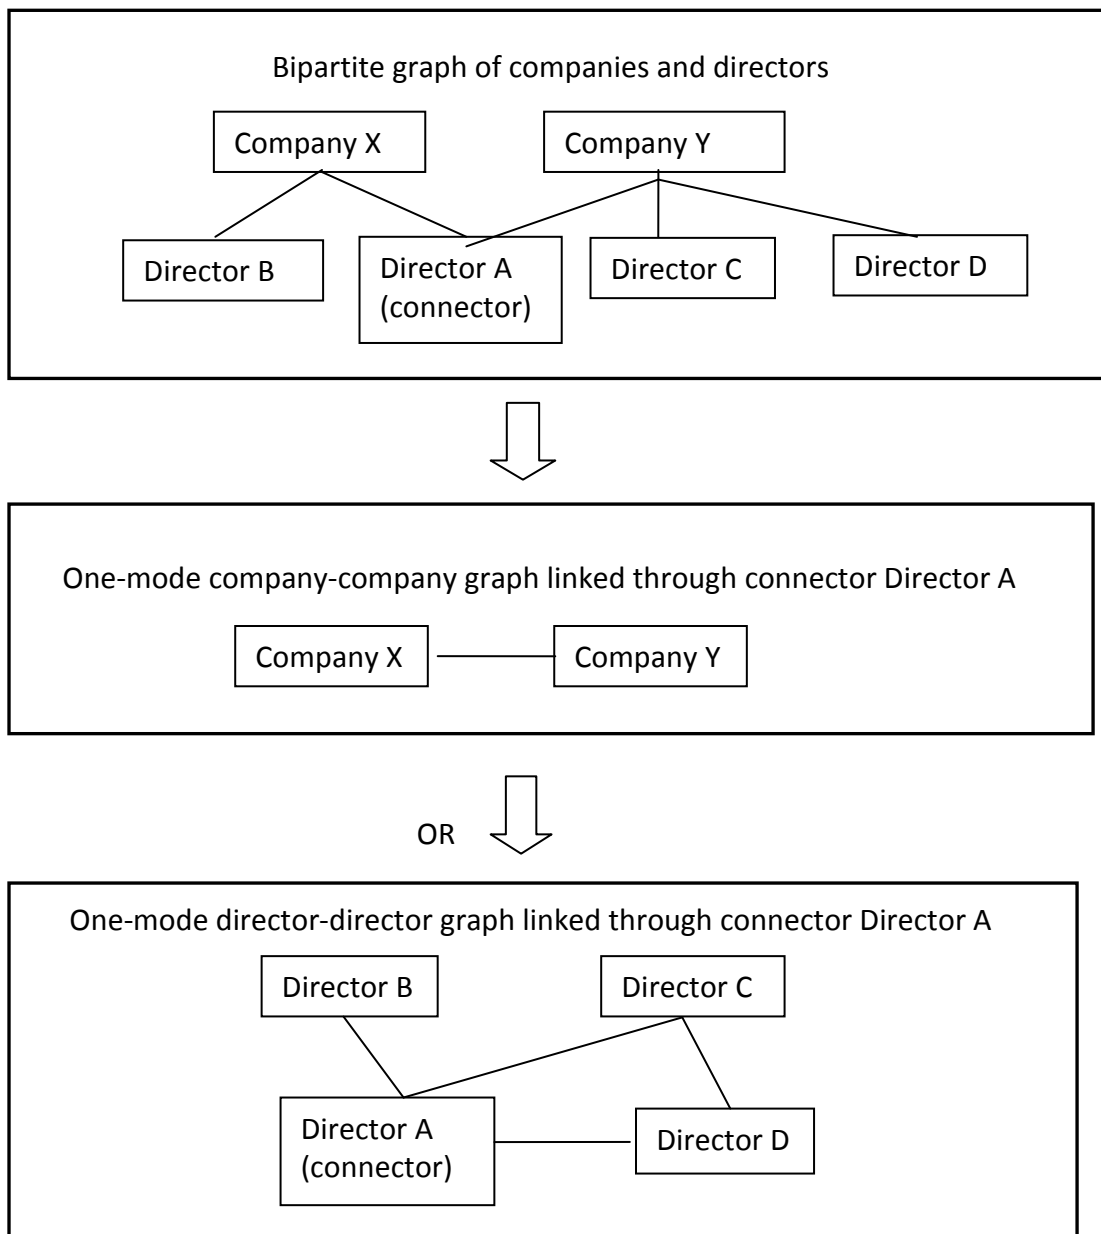 Bipartite graph of companies and directors
Company X
Company Y
Director B
Director A
(connector)
Director C
Director D
One-mode company-company graph linked through connector Director A
Company X
Company Y
OR
One-mode director-director graph linked through connector Director A
Director B
Director C
Director A
(connector)
Director D